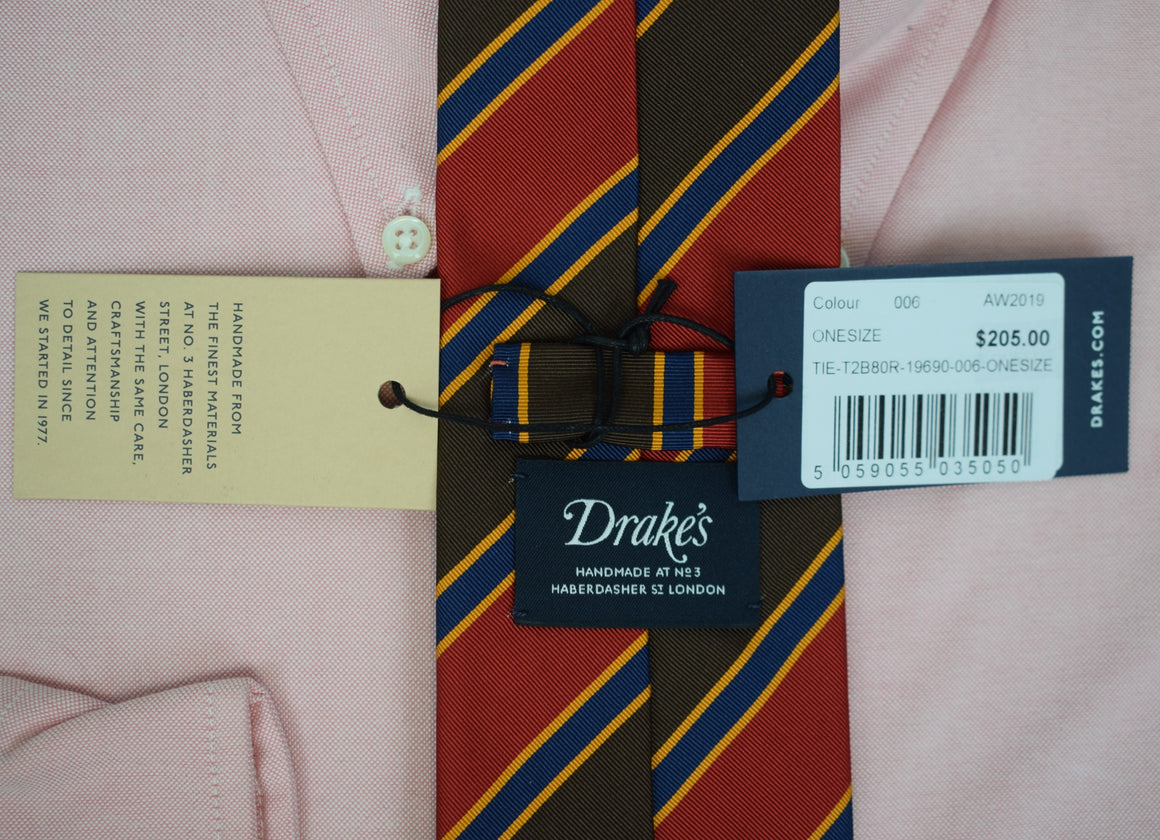 HANDMADE FROM
THE FINEST MATERIALS
AT NO. 3 HABERDASHER
STREET, LONDON
WITH THE SAME CARE,
CRAFTSMANSHIP
AND ATTENTION
TO DETAIL SINCE
WE STARTED IN 1977.
Colour 006 AW2019
ONESIZE $205.00
TIE-T2B80R-19690-006-ONESIZE
5 059055 035050
DRAKES.COM
Drake's
HANDMADE AT Nº3
HABERDASHER ST LONDON